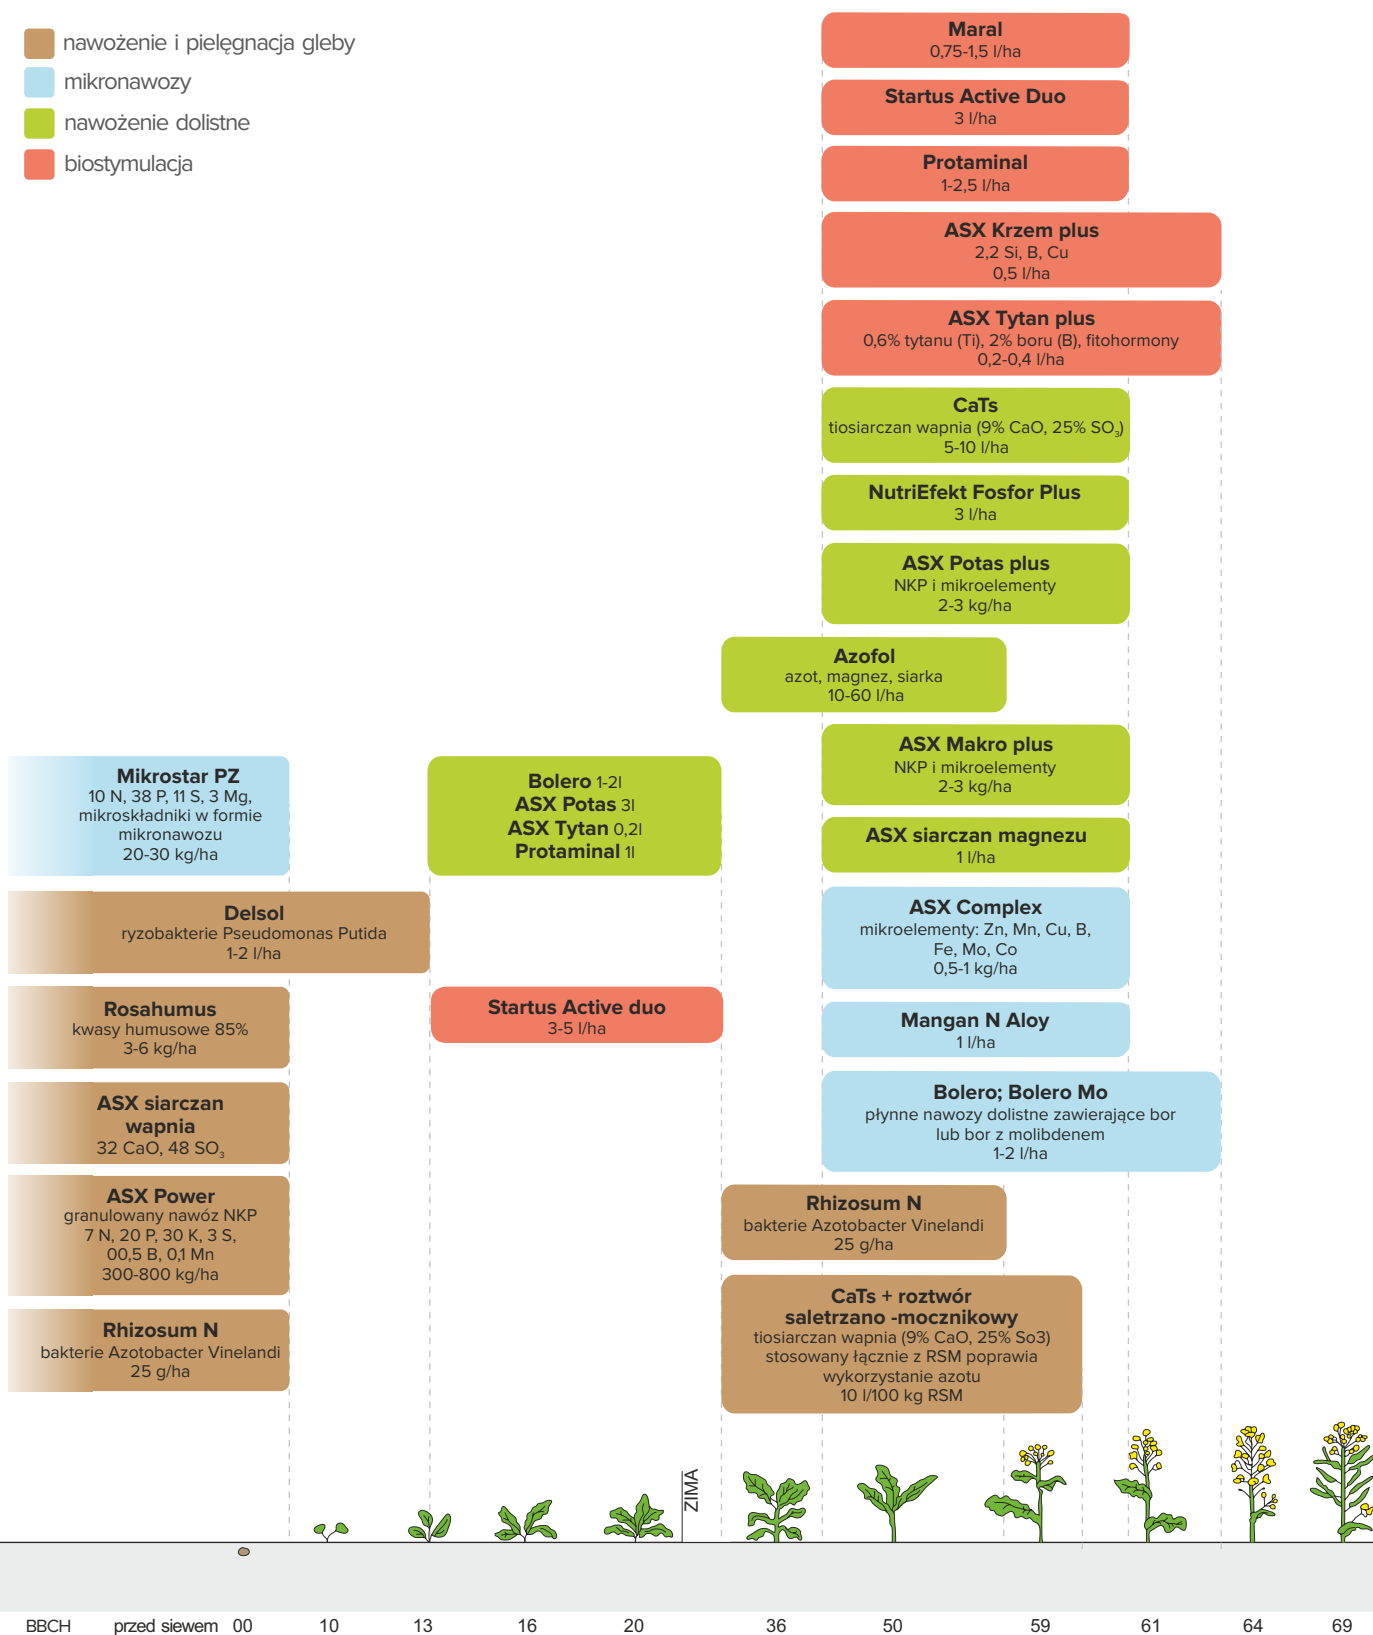 nawożenie i pielęgnacja gleby
mikronawozy
nawożenie dolistne
biostymulacja
Maral
0,75-1,5 l/ha
Startus Active Duo
3 l/ha
Protaminal
1-2,5 l/ha
ASX Krzem plus
2,2 Si, B, Cu
0,5 l/ha
ASX Tytan plus
0,6% tytanu (Ti), 2% boru (B), fitohormony
0,2-0,4 l/ha
CaTs
tiosiarczan wapnia (9% CaO, 25% SO₃)
5-10 l/ha
NutriEfekt Fosfor Plus
3 l/ha
ASX Potas plus
NKP i mikroelementy
2-3 kg/ha
Azofol
azot, magnez, siarka
10-60 l/ha
ASX Makro plus
NKP i mikroelementy
2-3 kg/ha
ASX siarczan magnezu
1 l/ha
ASX Complex
mikroelementy: Zn, Mn, Cu, B,
Fe, Mo, Co
0,5-1 kg/ha
Mangan N Aloy
1 l/ha
Bolero; Bolero Mo
płynne nawozy dolistne zawierające bor
lub bor z molibdenem
1-2 l/ha
Rhizosum N
bakterie Azotobacter Vinelandi
25 g/ha
CaTs + roztwór
saletrzano -mocznikowy
tiosiarczan wapnia (9% CaO, 25% So3)
stosowany łącznie z RSM poprawia
wykorzystanie azotu
10 l/100 kg RSM
Mikrostar PZ
10 N, 38 P, 11 S, 3 Mg,
mikroskładniki w formie
mikronawozu
20-30 kg/ha
Bolero 1-2l
ASX Potas 3l
ASX Tytan 0,2l
Protaminal 1l
Delsol
ryzobakterie Pseudomonas Putida
1-2 l/ha
Rosahumus
kwasy humusowe 85%
3-6 kg/ha
Startus Active duo
3-5 l/ha
ASX siarczan
wapnia
32 CaO, 48 SO₃
ASX Power
granulowany nawóz NKP
7 N, 20 P, 30 K, 3 S,
00,5 B, 0,1 Mn
300-800 kg/ha
Rhizosum N
bakterie Azotobacter Vinelandi
25 g/ha
ZIMA
BBCH przed siewem 00 10 13 16 20 36 50 59 61 64 69